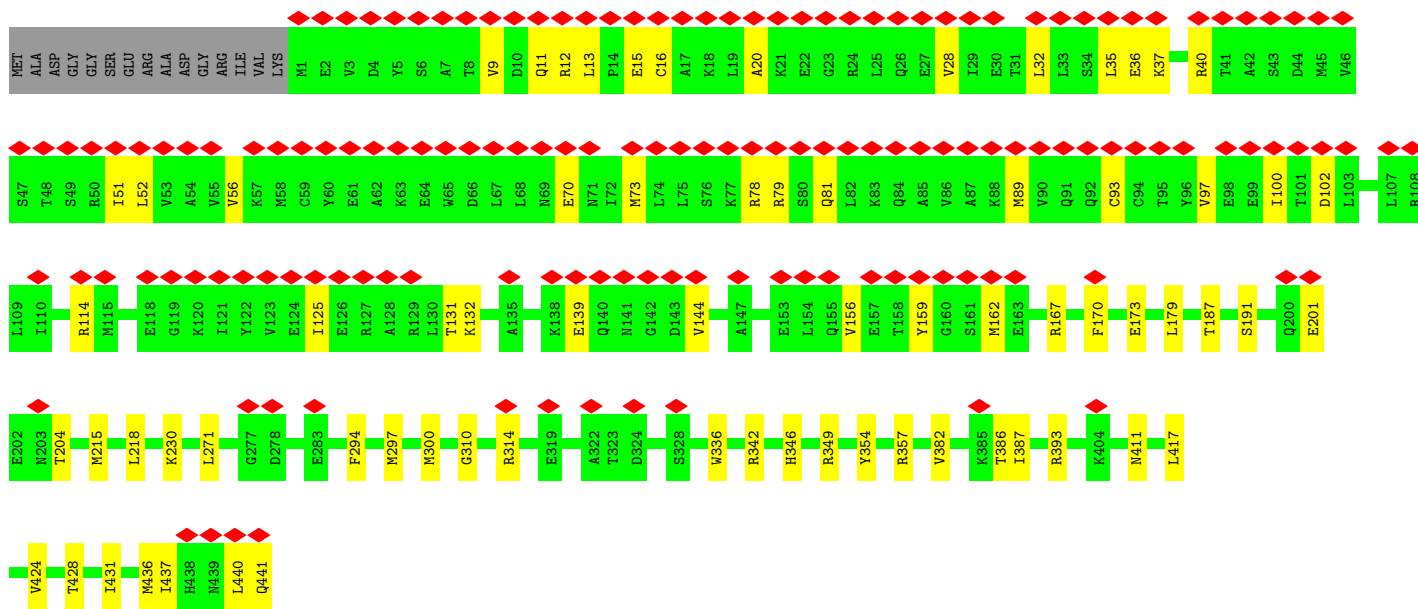 MET ALA ASP GLY GLY SER GLU ARG ALA ASP GLY ARG ILE VAL LYS M1 E2 V3 D4 Y5 S6 A7 T8 V9 D10 Q11 R12 L13 P14 E15 C16 A17 K18 L19 A20 K21 E22 G23 R24 L25 Q26 E27 V28 I29 E30 T31 L32 L33 S34 L35 E36 K37 R40 T41 A42 S43 D44 M45 V46
S47 T48 S49 R50 I51 L52 V53 A54 V55 V56 K57 M58 C59 Y60 E61 A62 K63 E64 W65 D66 L67 L68 N69 E70 N71 I72 M73 L74 L75 S76 K77 R78 R79 S80 Q81 L82 K83 Q84 A85 V86 A87 K88 M89 V90 Q91 Q92 C93 C94 T95 Y96 V97 E98 E99 I100 T101 D102 L103 L107 R108
L109 I110 R114 M115 E118 G119 K120 I121 Y122 V123 E124 I125 E126 R127 A128 R129 L130 T131 K132 A135 K138 E139 Q140 N141 G142 D143 V144 A147 E153 L154 Q155 V156 E157 T158 Y159 G160 S161 M162 E163 R167 F170 E173 L179 T187 S191 Q200 E201
E202 N203 T204 M215 L218 K230 L271 G277 D278 E283 F294 M297 M300 G310 R314 E319 A322 T323 D324 S328 W336 R342 H346 R349 Y354 R357 V382 K385 T386 I387 R393 K404 N411 L417
V424 T428 I431 M436 I437 H438 N439 L440 Q441